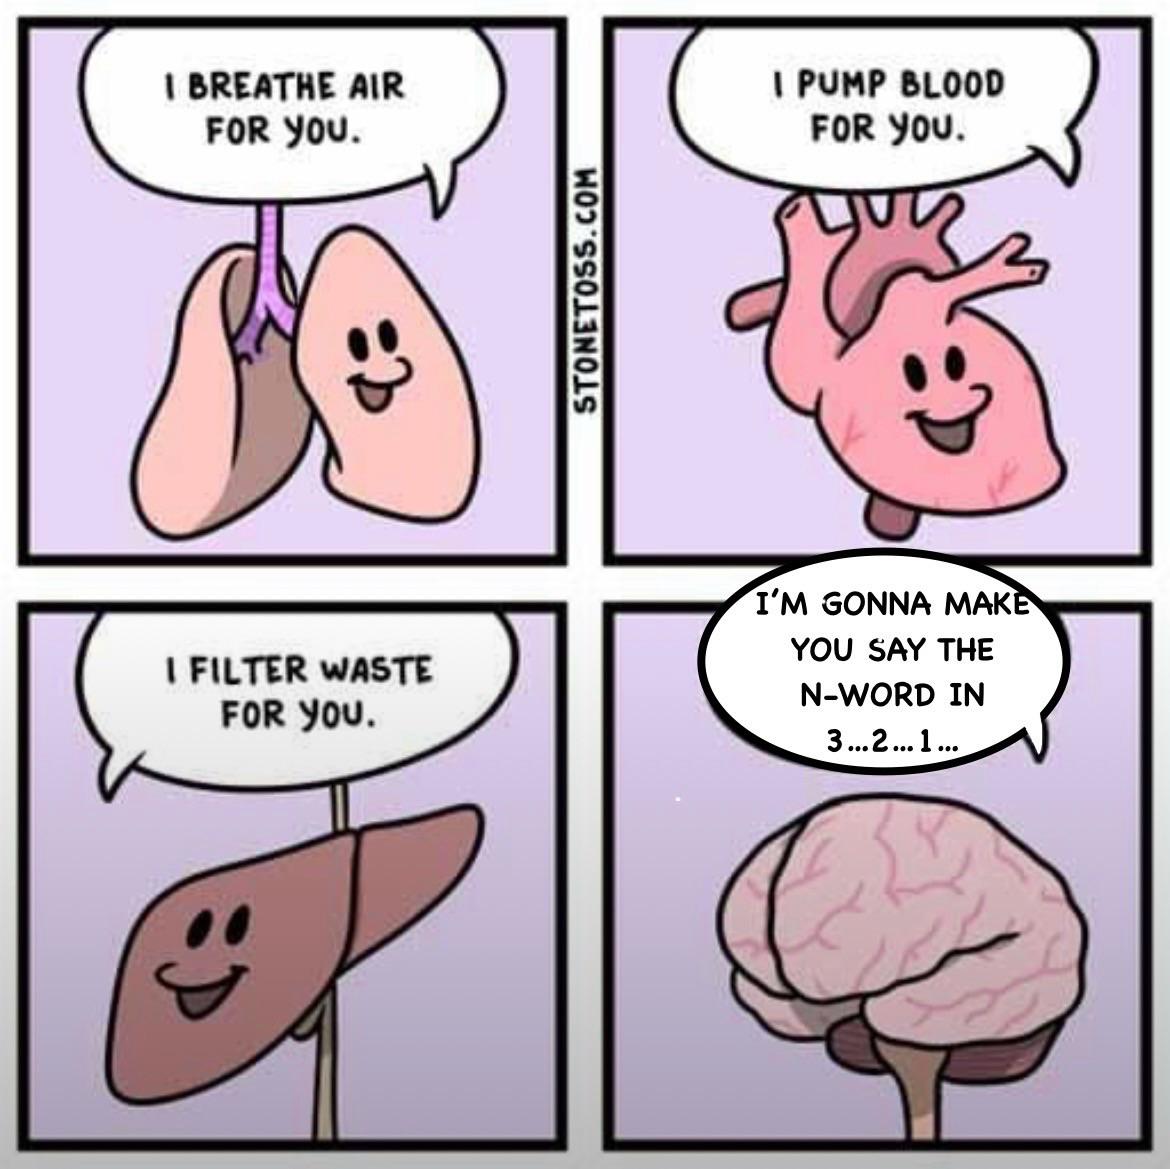 I BREATHE AIR
FOR YOU.
I PUMP BLOOD
FOR YOU.
STONETOSS.COM
I FILTER WASTE
FOR YOU.
I'M GONNA MAKE
YOU SAY THE
N-WORD IN
3...2...1...